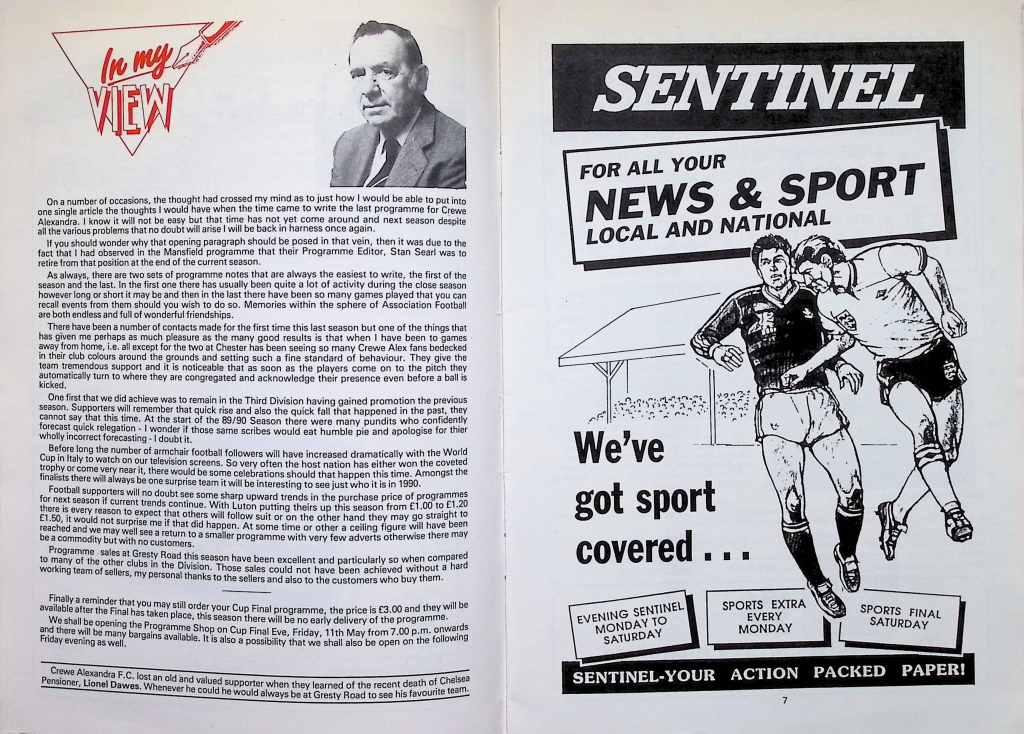 In my
VIEW
On a number of occasions, the thought had crossed my mind as to just how I would be able to put into
one single article the thoughts I would have when the time came to write the last programme for Crewe
Alexandra. I know it will not be easy but that time has not yet come around and next season despite
all the various problems that no doubt will arise I will be back in harness once again.
If you should wonder why that opening paragraph should be posed in that vein, then it was due to the
fact that I had observed in the Mansfield programme that their Programme Editor, Stan Searl was to
retire from that position at the end of the current season.
As always, there are two sets of programme notes that are always the easiest to write, the first of the
season and the last. In the first one there has usually been quite a lot of activity during the close season
however long or short it may be and then in the last there have been so many games played that you can
recall events from them should you wish to do so. Memories within the sphere of Association Football
are both endless and full of wonderful friendships.
There have been a number of contacts made for the first time this last season but one of the things that
has given me perhaps as much pleasure as the many good results is that when I have been to games
away from home, i.e. all except for the two at Chester has been seeing so many Crewe Alex fans bedecked
in their club colours around the grounds and setting such a fine standard of behaviour. They give the
team tremendous support and it is noticeable that as soon as the players come on to the pitch they
automatically turn to where they are congregated and acknowledge their presence even before a ball is
kicked.
One first that we did achieve was to remain in the Third Division having gained promotion the previous
season. Supporters will remember that quick rise and also the quick fall that happened in the past, they
cannot say that this time. At the start of the 89/90 Season there were many pundits who confidently
forecast quick relegation - I wonder if those same scribes would eat humble pie and apologise for thier
wholly incorrect forecasting - I doubt it.
Before long the number of armchair football followers will have increased dramatically with the World
Cup in Italy to watch on our television screens. So very often the host nation has either won the coveted
trophy or come very near it, there would be some celebrations should that happen this time. Amongst the
finalists there will always be one surprise team it will be interesting to see just who it is in 1990.
Football supporters will no doubt see some sharp upward trends in the purchase price of programmes
for next season if current trends continue. With Luton putting theirs up this season from £1.00 to £1.20
there is every reason to expect that others will follow suit or on the other hand they may go straight to
£1.50, it would not surprise me if that did happen. At some time or other a ceiling figure will have been
reached and we may well see a return to a smaller programme with very few adverts otherwise there may
be a commodity but with no customers.
Programme sales at Gresty Road this season have been excellent and particularly so when compared
to many of the other clubs in the Division. Those sales could not have been achieved without a hard
working team of sellers, my personal thanks to the sellers and also to the customers who buy them.
Finally a reminder that you may still order your Cup Final programme, the price is £3.00 and they will be
available after the Final has taken place, this season there will be no early delivery of the programme.
We shall be opening the Programme Shop on Cup Final Eve, Friday, 11th May from 7.00 p.m. onwards
and there will be many bargains available. It is also a possibility that we shall also be open on the following
Friday evening as well.
Crewe Alexandra F.C. lost an old and valued supporter when they learned of the recent death of Chelsea
Pensioner, Lionel Dawes. Whenever he could he would always be at Gresty Road to see his favourite team.
SENTINEL
FOR ALL YOUR
NEWS & SPORT
LOCAL AND NATIONAL
We've
got sport
covered . . .
EVENING SENTINEL
MONDAY TO
SATURDAY
SPORTS EXTRA
EVERY
MONDAY
SPORTS FINAL
SATURDAY
SENTINEL-YOUR ACTION PACKED PAPER!
7